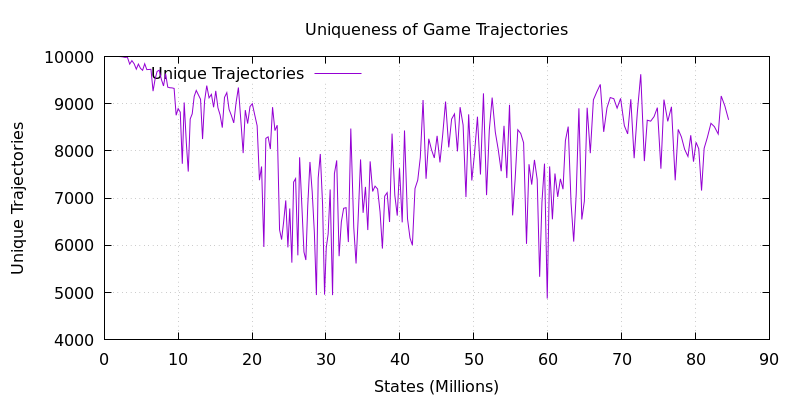 Uniqueness of Game Trajectories
10000
9000
8000
7000
6000
5000
4000
Unique Trajectories
Unique Trajectories
0 10 20 30 40 50 60 70 80 90
States (Millions)